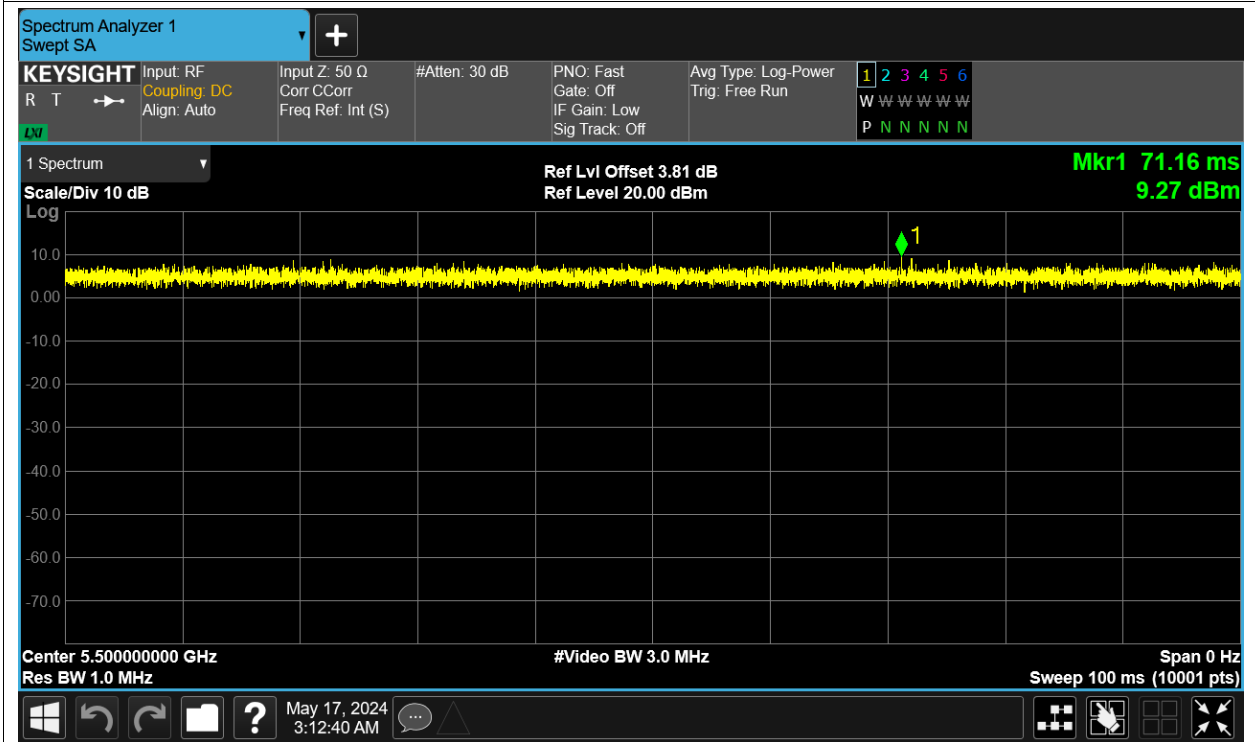 Spectrum Analyzer 1
Swept SA
KEYSIGHT
R T
LXI
Input: RF
Coupling: DC
Align: Auto
Input Z: 50 Ω
Corr CCorr
Freq Ref: Int (S)
#Atten: 30 dB
PNO: Fast
Gate: Off
IF Gain: Low
Sig Track: Off
Avg Type: Log-Power
Trig: Free Run
1 2 3 4 5 6
W W W W W W
P N N N N N
1 Spectrum
Scale/Div 10 dB
Ref Lvl Offset 3.81 dB
Ref Level 20.00 dBm
Mkr1 71.16 ms
9.27 dBm
Log
1
10.0
0.00
-10.0
-20.0
-30.0
-40.0
-50.0
-60.0
-70.0
Center 5.500000000 GHz
Res BW 1.0 MHz
#Video BW 3.0 MHz
Span 0 Hz
Sweep 100 ms (10001 pts)
?
May 17, 2024
3:12:40 AM